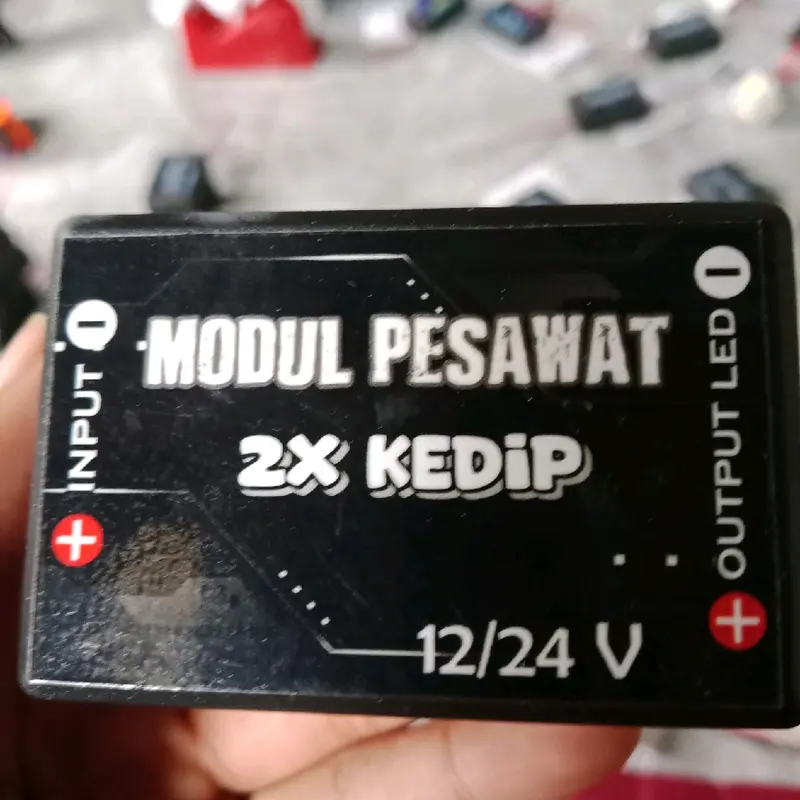 MODUL PESAWAT
2X KEDiP
12/24 V
INPUT
OUTPUT LED